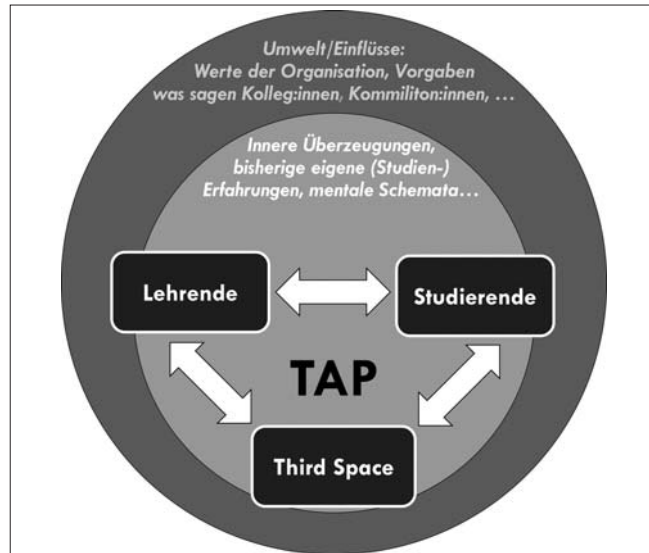 Umwelt/Einflüsse:
Werte der Organisation, Vorgaben
was sagen Kolleg:innen, Kommiliton:innen, ...
Innere Überzeugungen,
bisherige eigene (Studien-)
Erfahrungen, mentale Schemata...
Lehrende
Studierende
TAP
Third Space